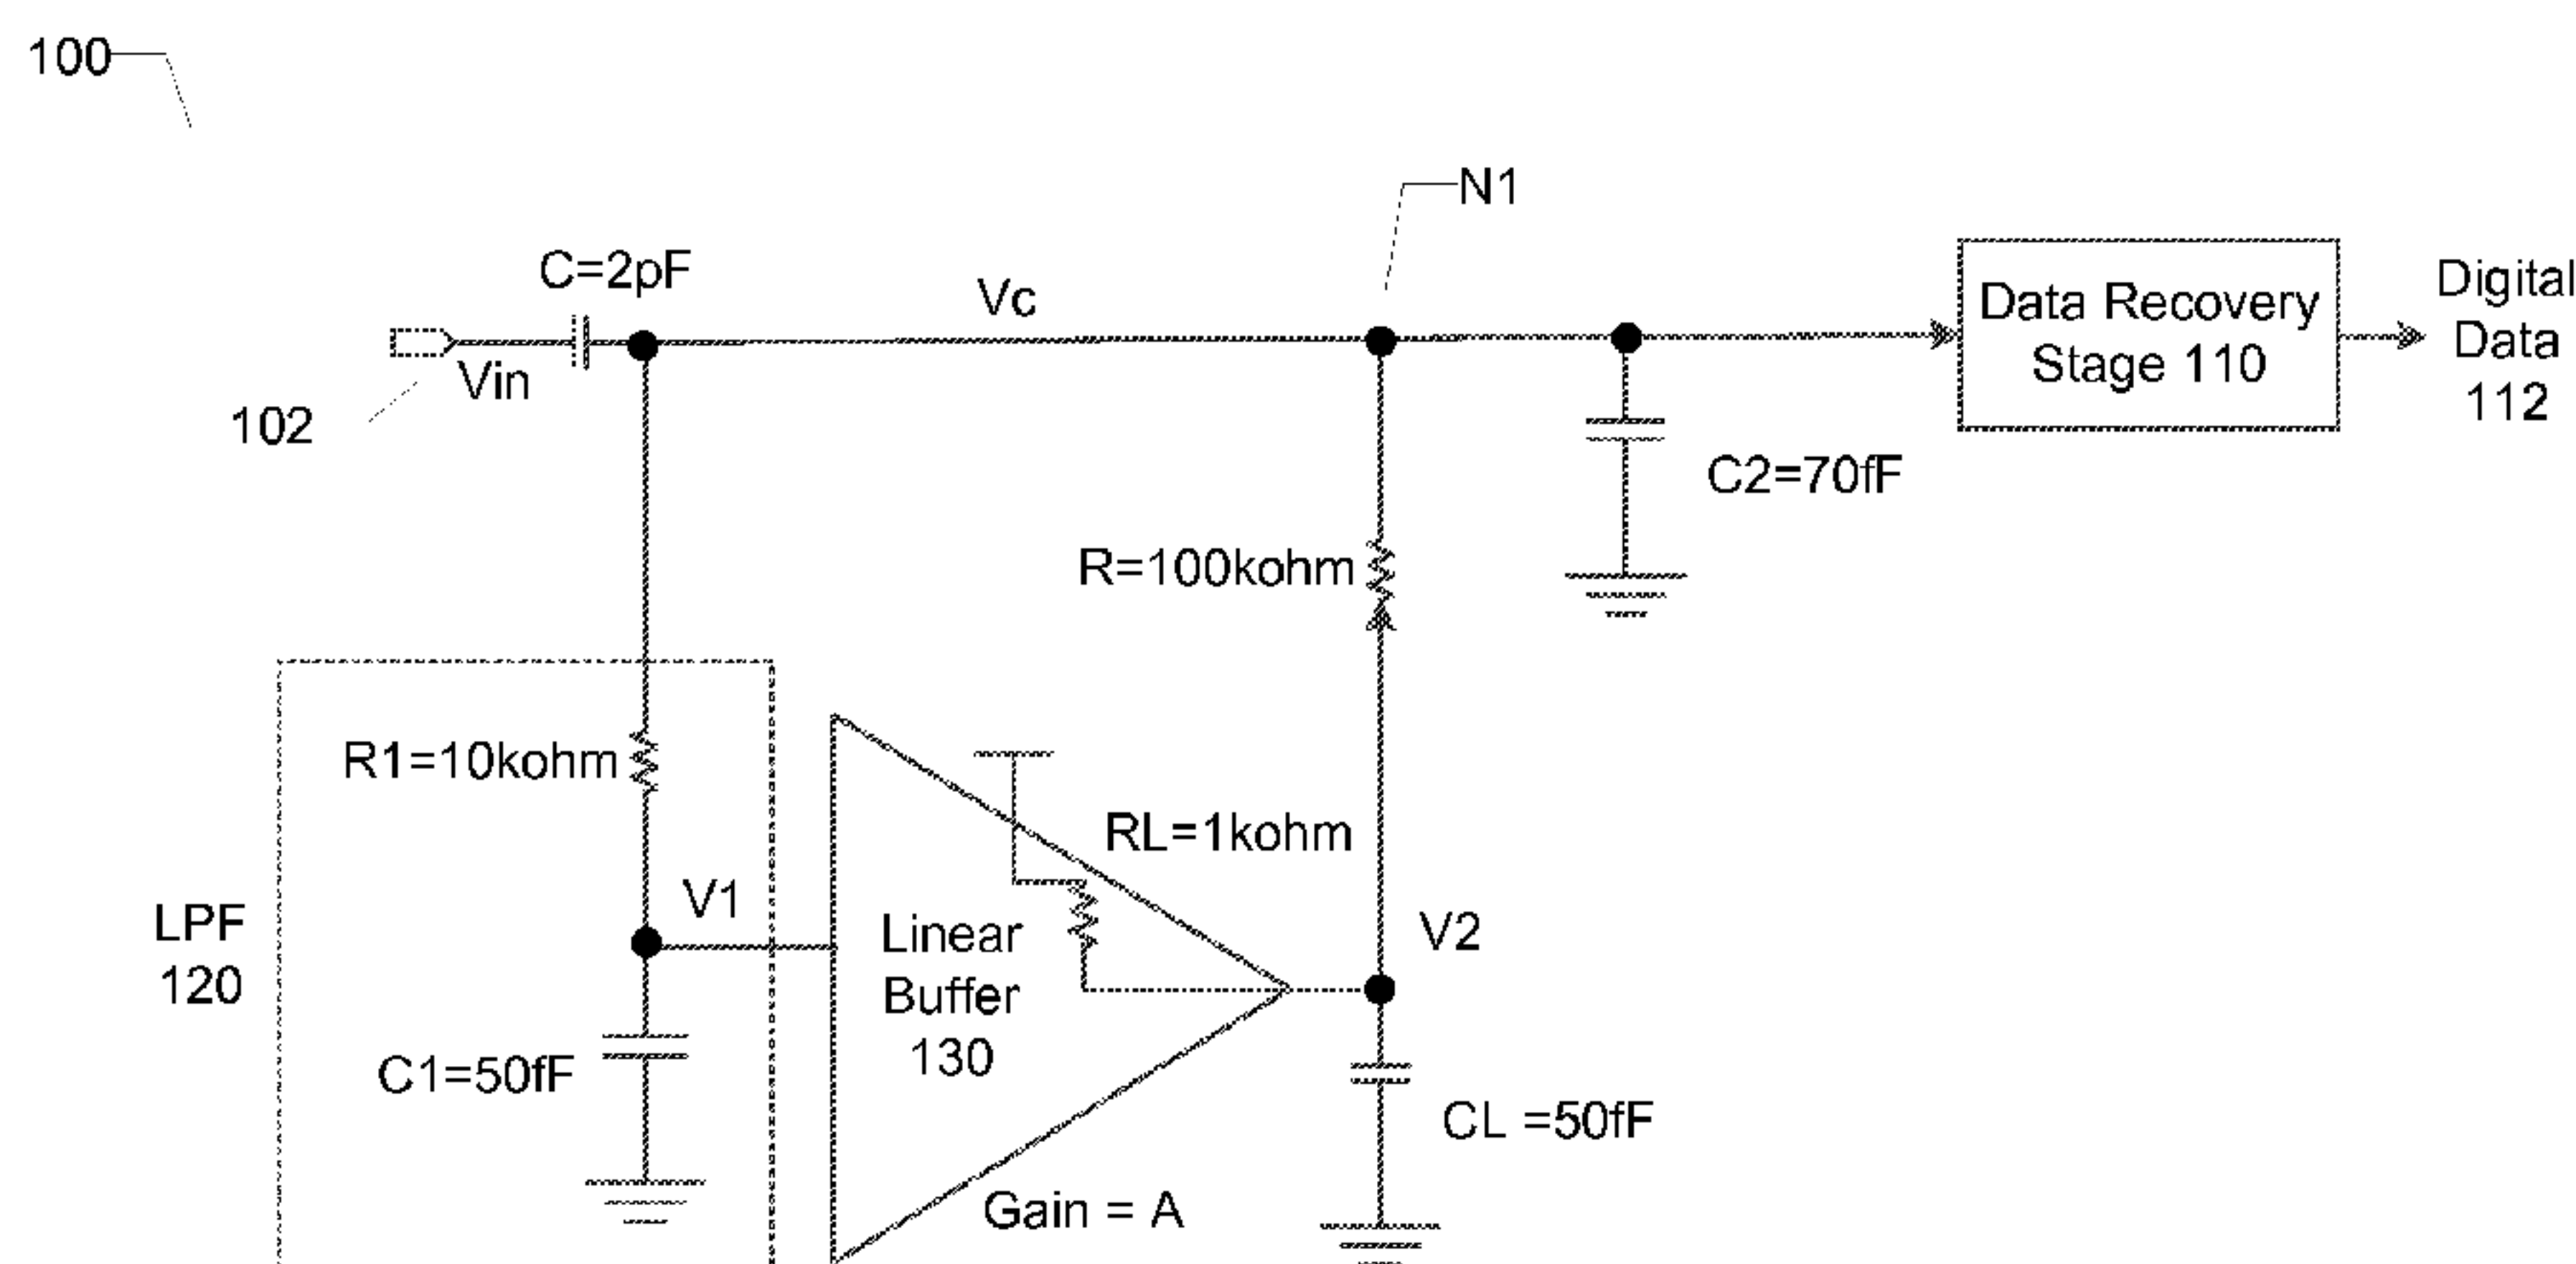 100
N1
C=2pF
Vc
Vin
102
Data Recovery
Stage 110
Digital
Data
112
C2=70fF
R=100kohm
R1=10kohm
RL=1kohm
LPF
120
V1
Linear
Buffer
130
V2
C1=50fF
CL =50fF
Gain = A